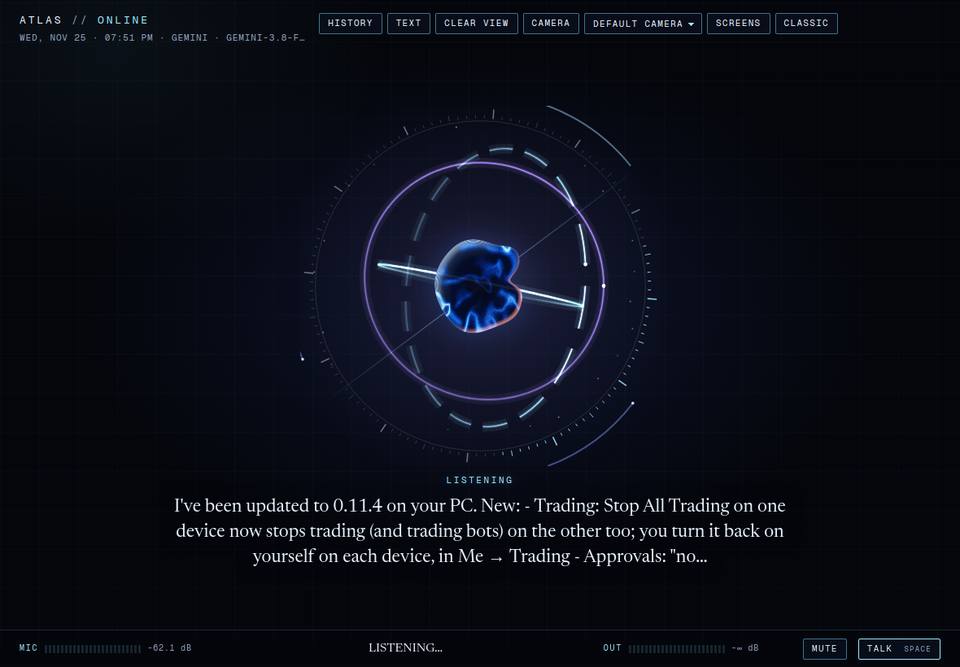 ATLAS // ONLINE
WED, NOV 25 · 07:51 PM · GEMINI · GEMINI-3.8-F…
HISTORY TEXT CLEAR VIEW CAMERA DEFAULT CAMERA SCREENS CLASSIC
LISTENING
I've been updated to 0.11.4 on your PC. New: - Trading: Stop All Trading on one
device now stops trading (and trading bots) on the other too; you turn it back on
yourself on each device, in Me → Trading - Approvals: "no...
MIC -62.1 dB LISTENING... OUT -∞ dB MUTE TALK SPACE